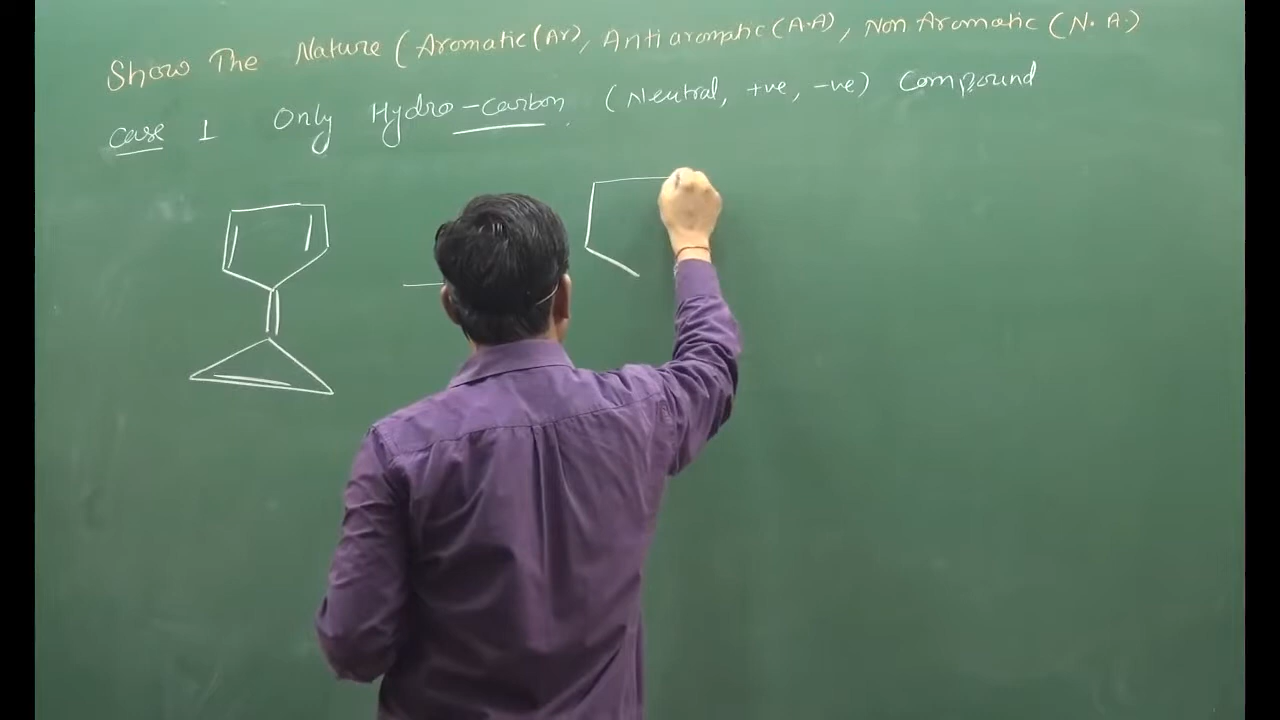 Show The Nature (Aromatic(Ar), Antiaromatic(A.A), Non Aromatic (N.A.)
Case 1 Only Hydro-Carbon (Neutral, +ve, -ve) Compound